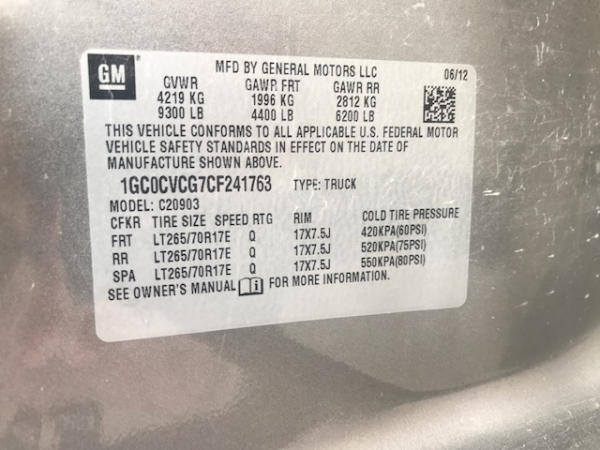 GM
MFD BY GENERAL MOTORS LLC 06/12
GVWR GAWR FRT GAWR RR
4219 KG 1996 KG 2812 KG
9300 LB 4400 LB 6200 LB
THIS VEHICLE CONFORMS TO ALL APPLICABLE U.S. FEDERAL MOTOR
VEHICLE SAFETY STANDARDS IN EFFECT ON THE DATE OF
MANUFACTURE SHOWN ABOVE.
1GC0CVCG7CF241763 TYPE: TRUCK
MODEL: C20903
CFKR TIRE SIZE SPEED RTG RIM COLD TIRE PRESSURE
FRT LT265/70R17E Q 17X7.5J 420KPA(60PSI)
RR LT265/70R17E Q 17X7.5J 520KPA(75PSI)
SPA LT265/70R17E Q 17X7.5J 550KPA(80PSI)
SEE OWNER'S MANUAL i FOR MORE INFORMATION.